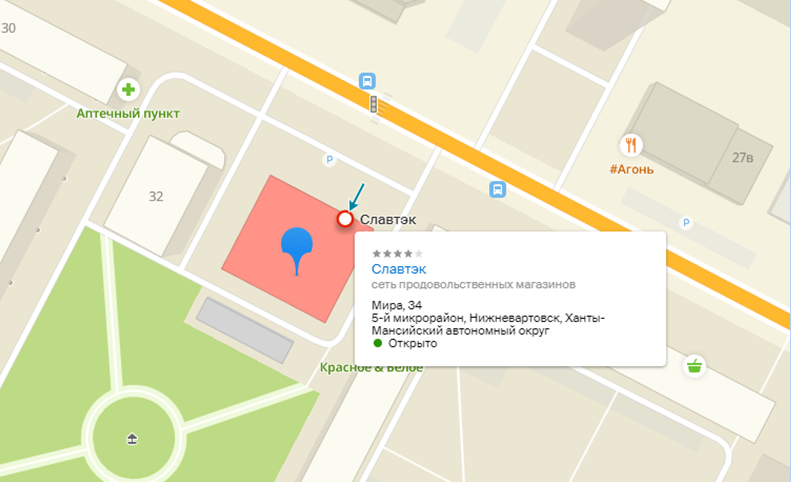 30
Аптечный пункт
P
#Агонь
27в
32
Славтэк
P
Славтэк
сеть продовольственных магазинов
Мира, 34
5-й микрорайон, Нижневартовск, Ханты-
Мансийский автономный округ
Открыто
Красное & Белое